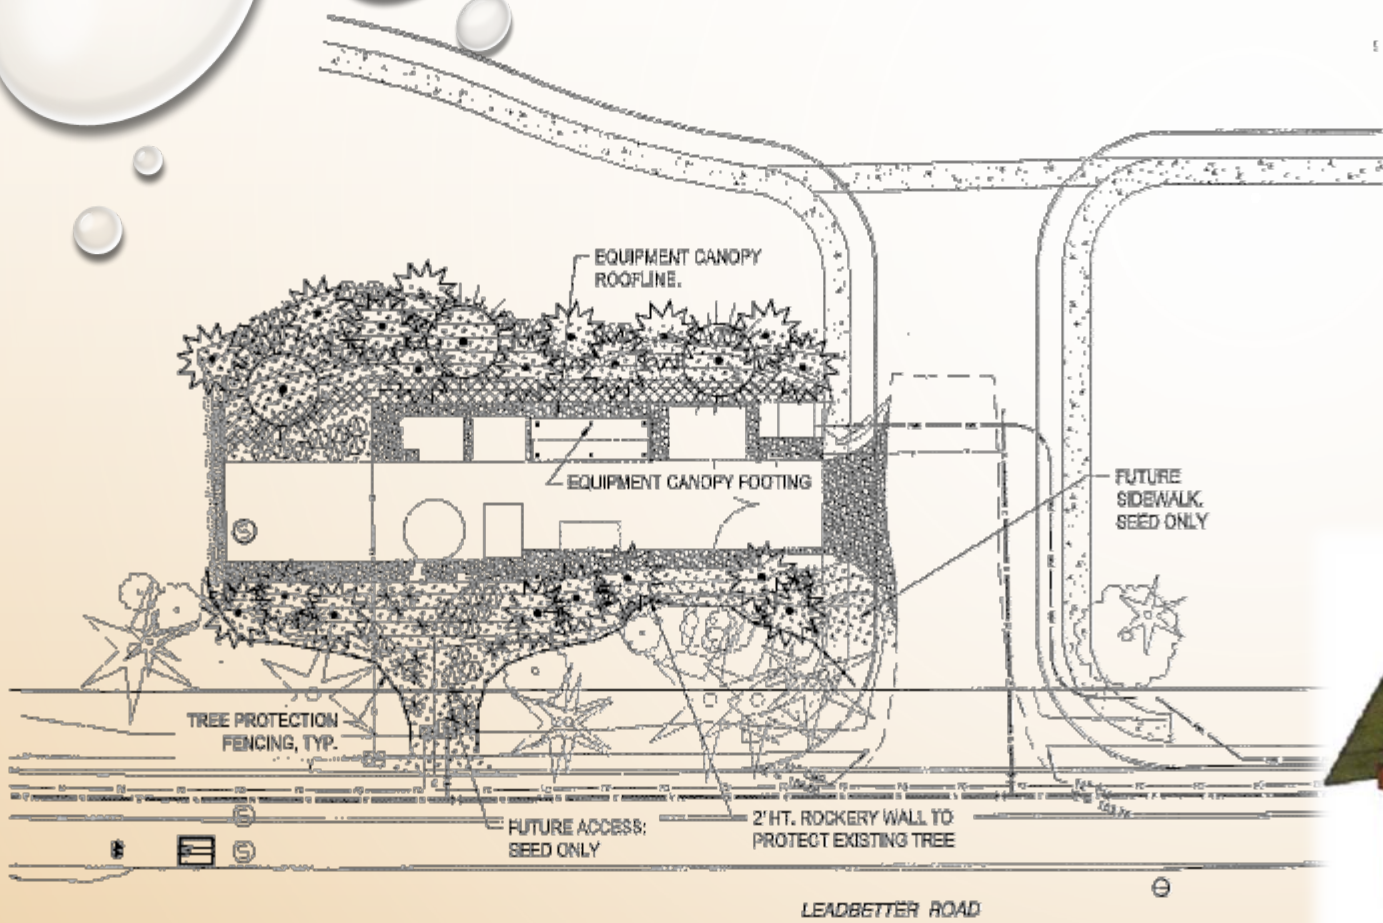 EQUIPMENT CANOPY
ROOFLINE.
EQUIPMENT CANOPY FOOTING
FUTURE
SIDEWALK.
SEED ONLY
TREE PROTECTION
FENCING, TYP.
FUTURE ACCESS:
SEED ONLY
2' HT. ROCKERY WALL TO
PROTECT EXISTING TREE
S
S
S
LEADBETTER ROAD